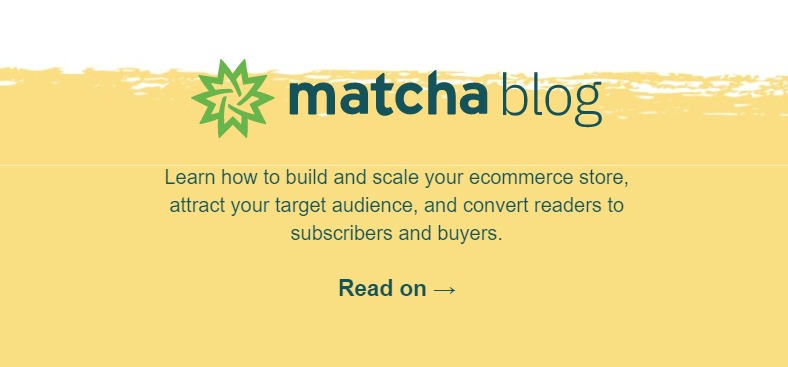 matcha blog
Learn how to build and scale your ecommerce store,
attract your target audience, and convert readers to
subscribers and buyers.
Read on →